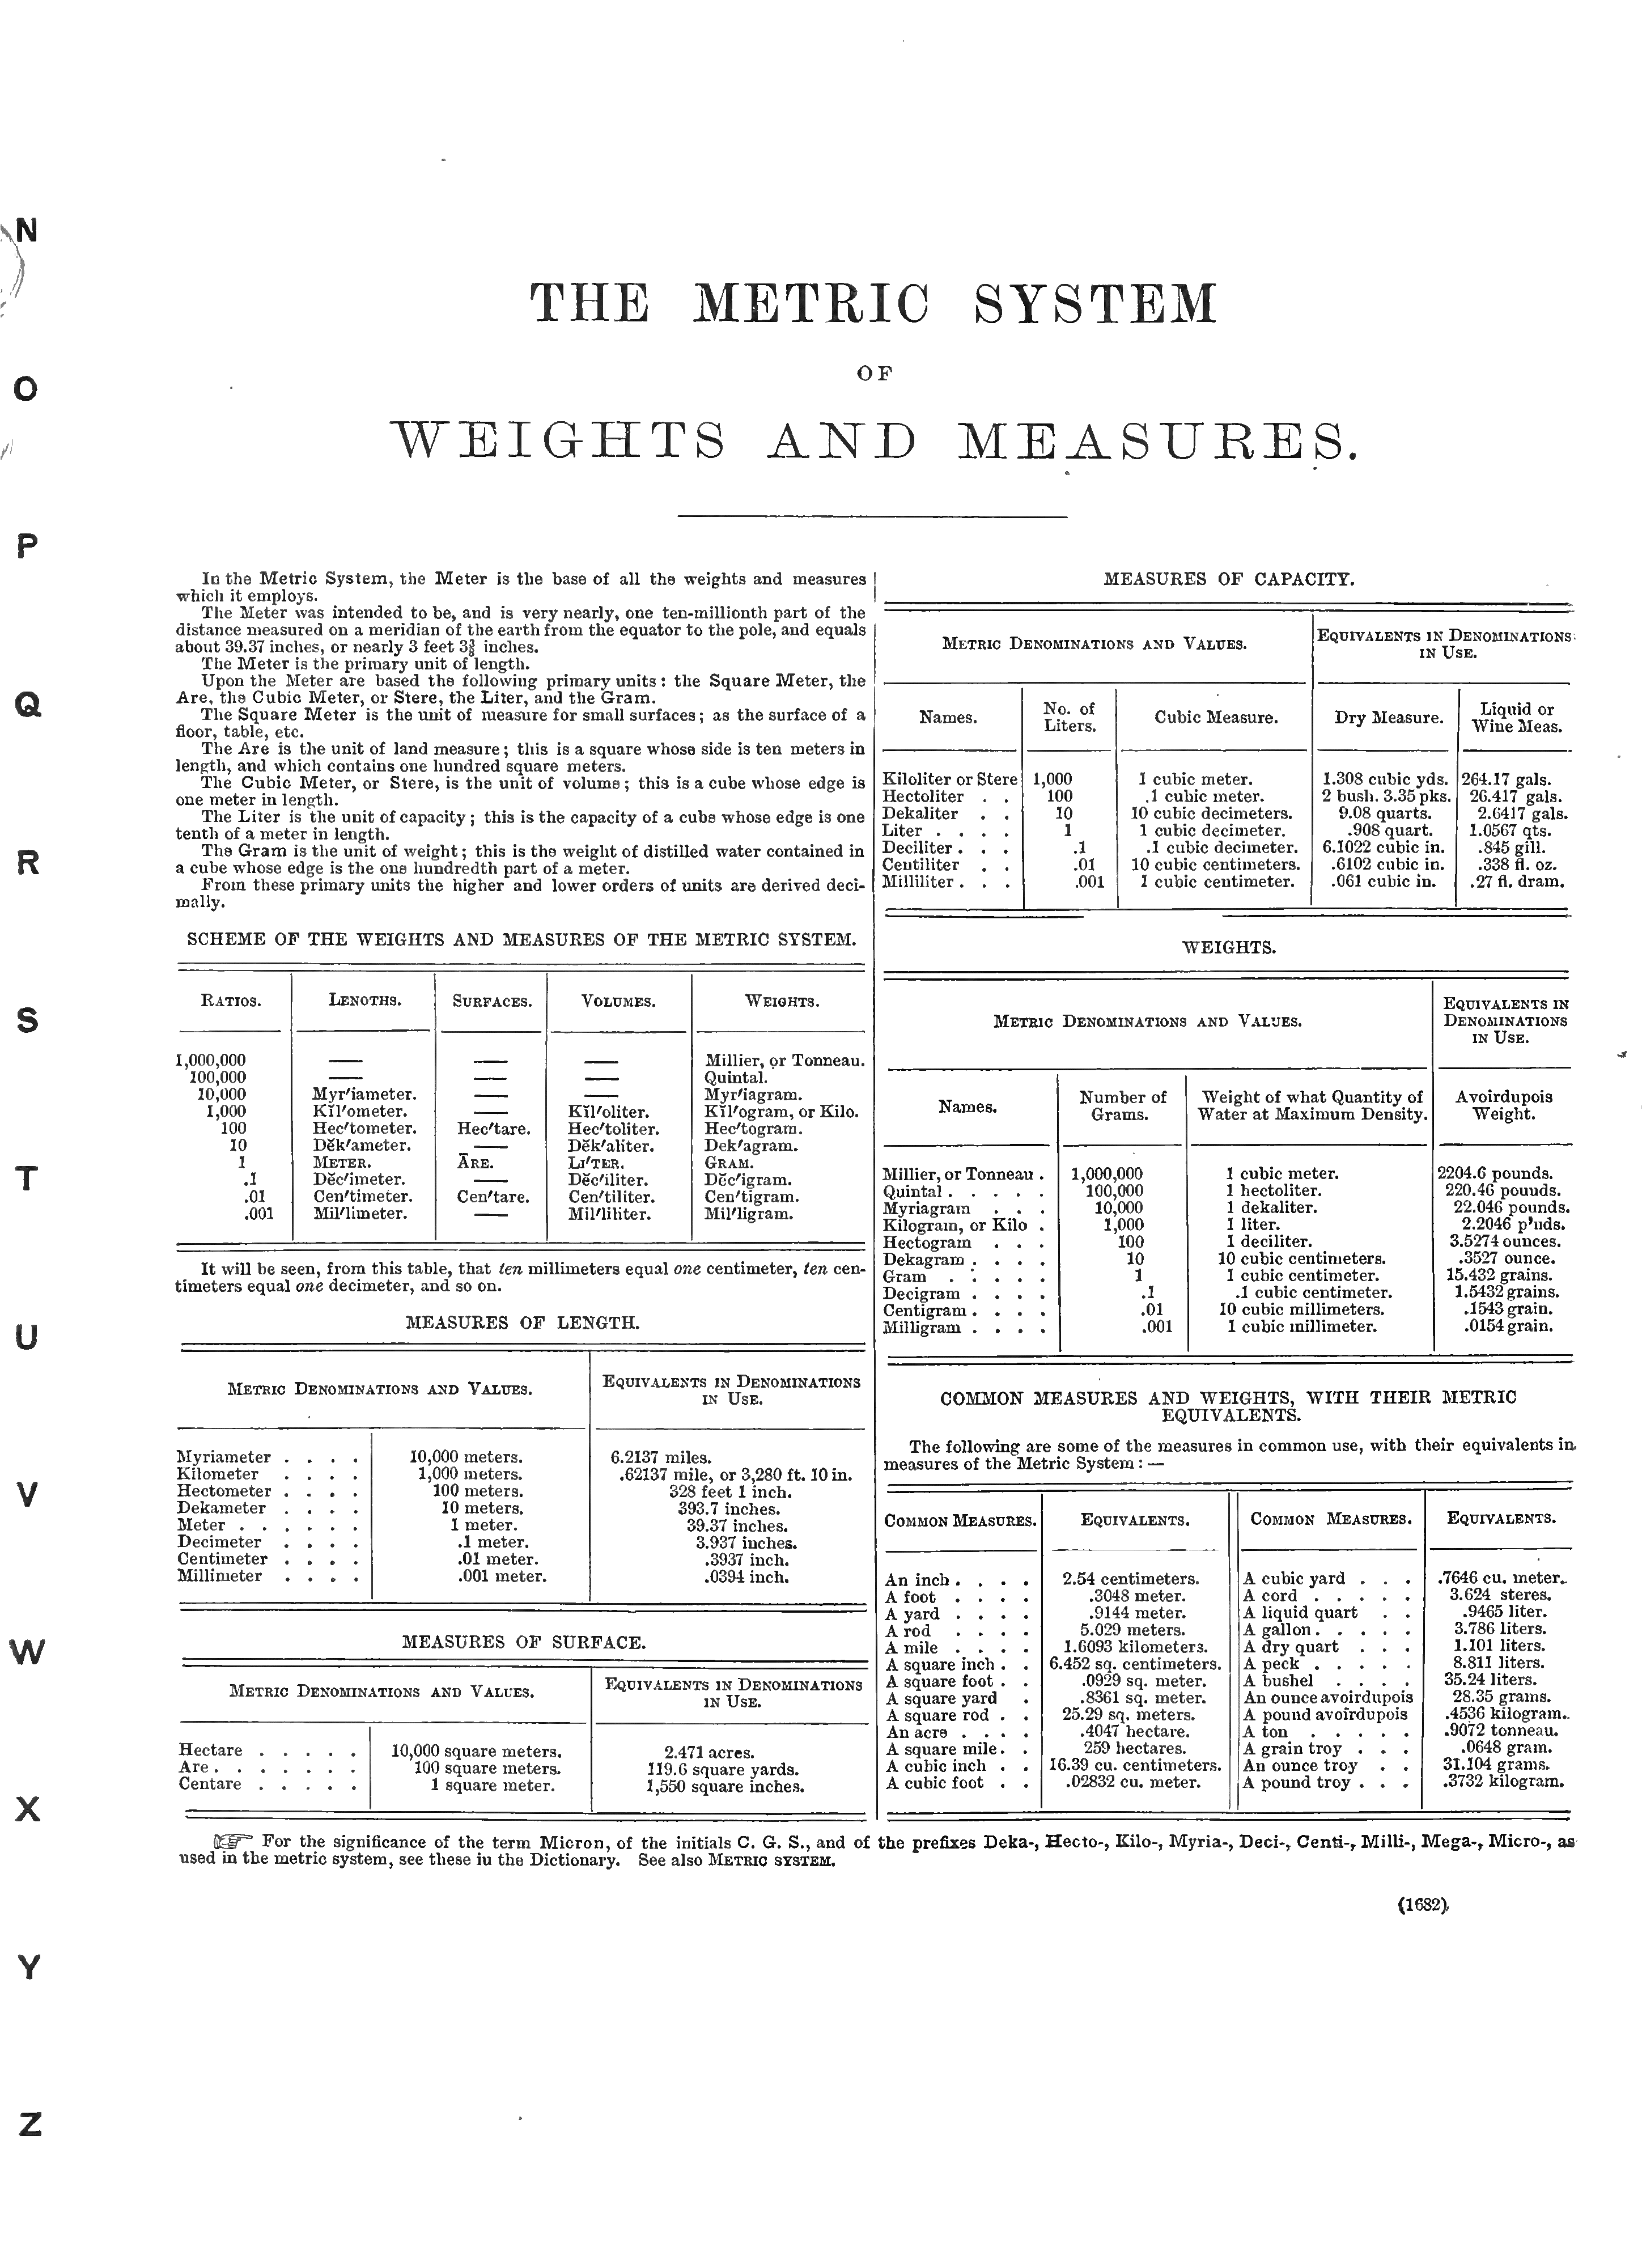 N
O
P
Q
R
S
T
U
V
W
X
Y
Z
THE METRIC SYSTEM
OF
WEIGHTS AND MEASURES.
In the Metric System, the Meter is the base of all the weights and measures
which it employs.
The Meter was intended to be, and is very nearly, one ten-millionth part of the
distance measured on a meridian of the earth from the equator to the pole, and equals
about 39.37 inches, or nearly 3 feet 3⅜ inches.
The Meter is the primary unit of length.
Upon the Meter are based the following primary units: the Square Meter, the
Are, the Cubic Meter, or Stere, the Liter, and the Gram.
The Square Meter is the unit of measure for small surfaces; as the surface of a
floor, table, etc.
The Are is the unit of land measure; this is a square whose side is ten meters in
length, and which contains one hundred square meters.
The Cubic Meter, or Stere, is the unit of volume; this is a cube whose edge is
one meter in length.
The Liter is the unit of capacity; this is the capacity of a cube whose edge is one
tenth of a meter in length.
The Gram is the unit of weight; this is the weight of distilled water contained in
a cube whose edge is the one hundredth part of a meter.
From these primary units the higher and lower orders of units are derived deci-
mally.
SCHEME OF THE WEIGHTS AND MEASURES OF THE METRIC SYSTEM.
RATIOS. LENGTHS. SURFACES. VOLUMES. WEIGHTS.
1,000,000 — — — Millier, or Tonneau.
100,000 — — — Quintal.
10,000 Myr′iameter. — — Myr′iagram.
1,000 Kĭl′ometer. — Kĭl′oliter. Kĭl′ogram, or Kilo.
100 Hec′tometer. Hec′tare. Hec′toliter. Hec′togram.
10 Dĕk′ameter. — Dĕk′aliter. Dek′agram.
1 METER. ĀRE. LI′TER. GRAM.
.1 Dĕc′imeter. — Dĕc′iliter. Dĕc′igram.
.01 Cen′timeter. Cen′tare. Cen′tiliter. Cen′tigram.
.001 Mil′limeter. — Mil′liliter. Mil′ligram.
It will be seen, from this table, that ten millimeters equal one centimeter, ten cen-
timeters equal one decimeter, and so on.
MEASURES OF LENGTH.
METRIC DENOMINATIONS AND VALUES. EQUIVALENTS IN DENOMINATIONS
IN USE.
Myriameter . . . . 10,000 meters. 6.2137 miles.
Kilometer . . . . 1,000 meters. .62137 mile, or 3,280 ft. 10 in.
Hectometer . . . . 100 meters. 328 feet 1 inch.
Dekameter . . . . 10 meters. 393.7 inches.
Meter . . . . . . 1 meter. 39.37 inches.
Decimeter . . . . .1 meter. 3.937 inches.
Centimeter . . . . .01 meter. .3937 inch.
Millimeter . . . . .001 meter. .0394 inch.
MEASURES OF SURFACE.
METRIC DENOMINATIONS AND VALUES. EQUIVALENTS IN DENOMINATIONS
IN USE.
Hectare . . . . . 10,000 square meters. 2.471 acres.
Are . . . . . . . 100 square meters. 119.6 square yards.
Centare . . . . . 1 square meter. 1,550 square inches.
MEASURES OF CAPACITY.
METRIC DENOMINATIONS AND VALUES. EQUIVALENTS IN DENOMINATIONS
IN USE.
Names. No. of
Liters. Cubic Measure. Dry Measure. Liquid or
Wine Meas.
Kiloliter or Stere 1,000 1 cubic meter. 1.308 cubic yds. 264.17 gals.
Hectoliter . . 100 .1 cubic meter. 2 bush. 3.35 pks. 26.417 gals.
Dekaliter . . 10 10 cubic decimeters. 9.08 quarts. 2.6417 gals.
Liter . . . . 1 1 cubic decimeter. .908 quart. 1.0567 qts.
Deciliter . . . .1 .1 cubic decimeter. 6.1022 cubic in. .845 gill.
Centiliter . . .01 10 cubic centimeters. .6102 cubic in. .338 fl. oz.
Milliliter . . . .001 1 cubic centimeter. .061 cubic in. .27 fl. dram.
WEIGHTS.
METRIC DENOMINATIONS AND VALUES. EQUIVALENTS IN
DENOMINATIONS
IN USE.
Names. Number of
Grams. Weight of what Quantity of
Water at Maximum Density. Avoirdupois
Weight.
Millier, or Tonneau . 1,000,000 1 cubic meter. 2204.6 pounds.
Quintal . . . . . 100,000 1 hectoliter. 220.46 pounds.
Myriagram . . . 10,000 1 dekaliter. 22.046 pounds.
Kilogram, or Kilo . 1,000 1 liter. 2.2046 p'nds.
Hectogram . . . 100 1 deciliter. 3.5274 ounces.
Dekagram . . . . 10 10 cubic centimeters. .3527 ounce.
Gram . . . . . 1 1 cubic centimeter. 15.432 grains.
Decigram . . . . .1 .1 cubic centimeter. 1.5432 grains.
Centigram . . . . .01 10 cubic millimeters. .1543 grain.
Milligram . . . . .001 1 cubic millimeter. .0154 grain.
COMMON MEASURES AND WEIGHTS, WITH THEIR METRIC
EQUIVALENTS.
The following are some of the measures in common use, with their equivalents in
measures of the Metric System: —
COMMON MEASURES. EQUIVALENTS. COMMON MEASURES. EQUIVALENTS.
An inch . . . . 2.54 centimeters. A cubic yard . . . .7646 cu. meter.
A foot . . . . .3048 meter. A cord . . . . . 3.624 steres.
A yard . . . . .9144 meter. A liquid quart . . .9465 liter.
A rod . . . . 5.029 meters. A gallon . . . . . 3.786 liters.
A mile . . . . 1.6093 kilometers. A dry quart . . . 1.101 liters.
A square inch . . 6.452 sq. centimeters. A peck . . . . . 8.811 liters.
A square foot . . .0929 sq. meter. A bushel . . . . 35.24 liters.
A square yard . .8361 sq. meter. An ounce avoirdupois 28.35 grams.
A square rod . . 25.29 sq. meters. A pound avoirdupois .4536 kilogram.
An acre . . . . .4047 hectare. A ton . . . . . .9072 tonneau.
A square mile . . 259 hectares. A grain troy . . . .0648 gram.
A cubic inch . . 16.39 cu. centimeters. An ounce troy . . 31.104 grams.
A cubic foot . . .02832 cu. meter. A pound troy . . . .3732 kilogram.
☞ For the significance of the term Micron, of the initials C. G. S., and of the prefixes Deka-, Hecto-, Kilo-, Myria-, Deci-, Centi-, Milli-, Mega-, Micro-, as
used in the metric system, see these in the Dictionary. See also METRIC SYSTEM.
(1682)